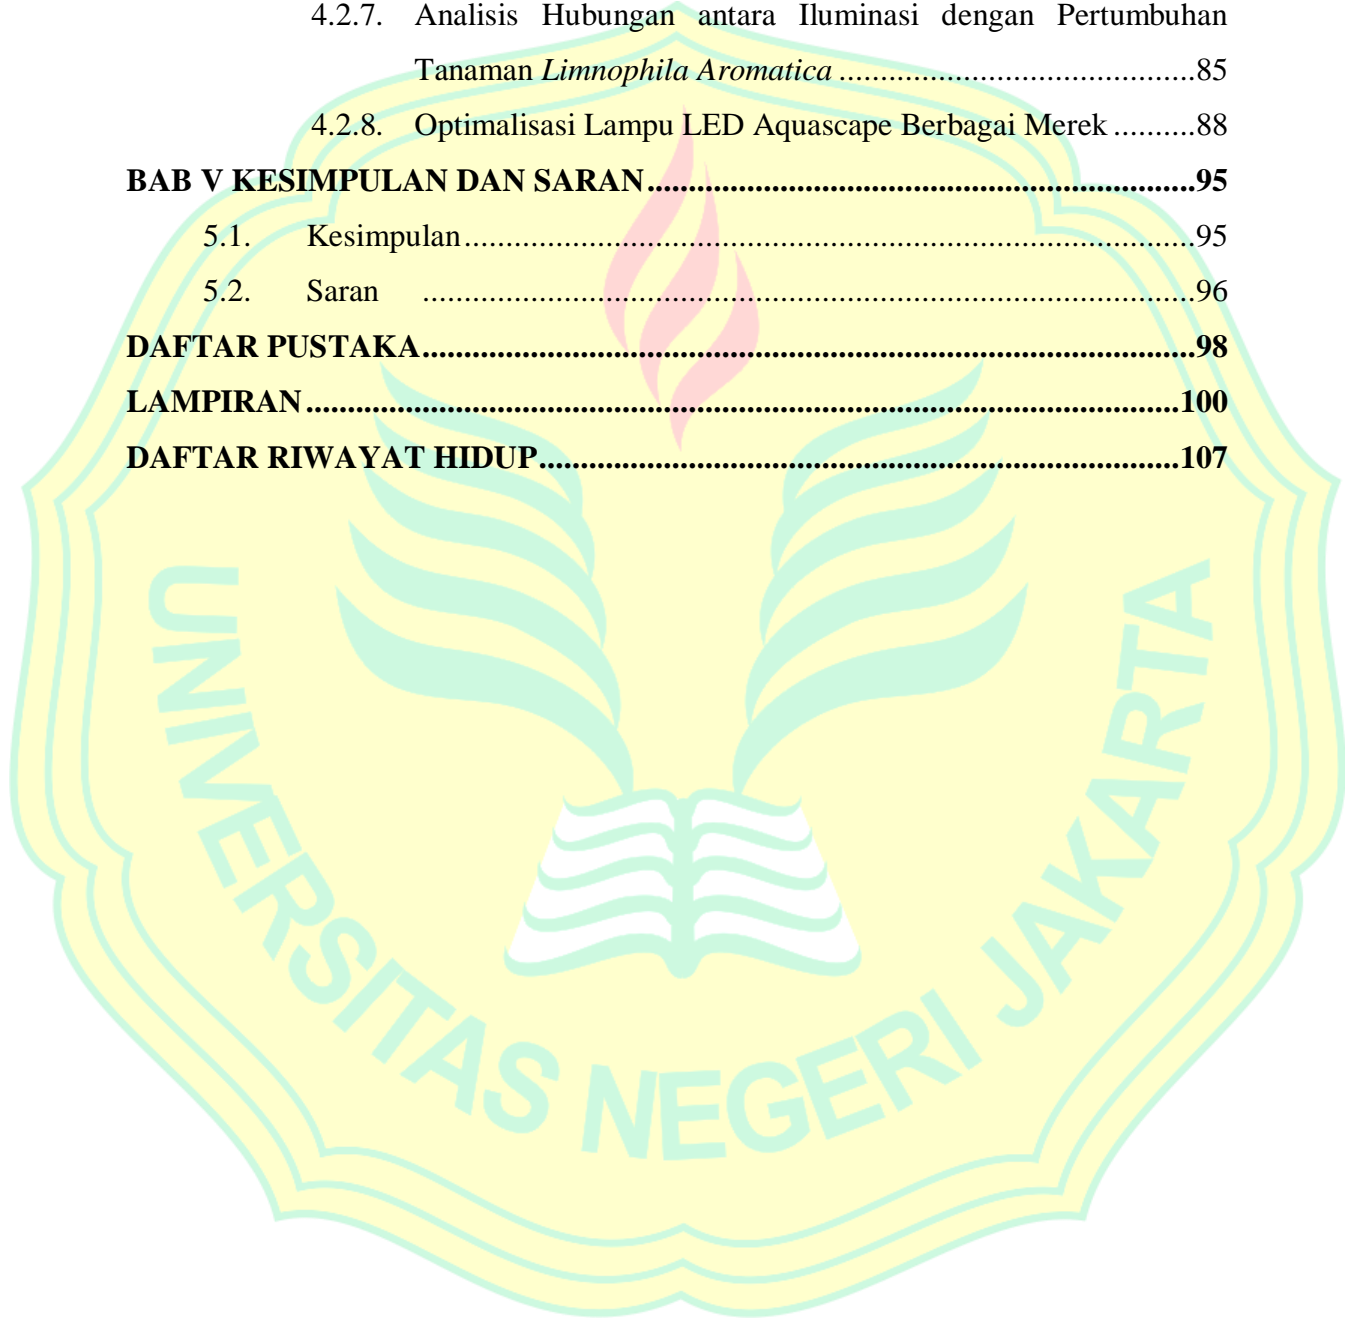 4.2.7. Analisis Hubungan antara Iluminasi dengan Pertumbuhan
Tanaman Limnophila Aromatica ...........................................85
4.2.8. Optimalisasi Lampu LED Aquascape Berbagai Merek ..........88
BAB V KESIMPULAN DAN SARAN..................................................................95
5.1. Kesimpulan........................................................................................95
5.2. Saran .............................................................................................96
DAFTAR PUSTAKA..............................................................................................98
LAMPIRAN..........................................................................................................100
DAFTAR RIWAYAT HIDUP..............................................................................107
UNIVERSITAS NEGERI JAKARTA